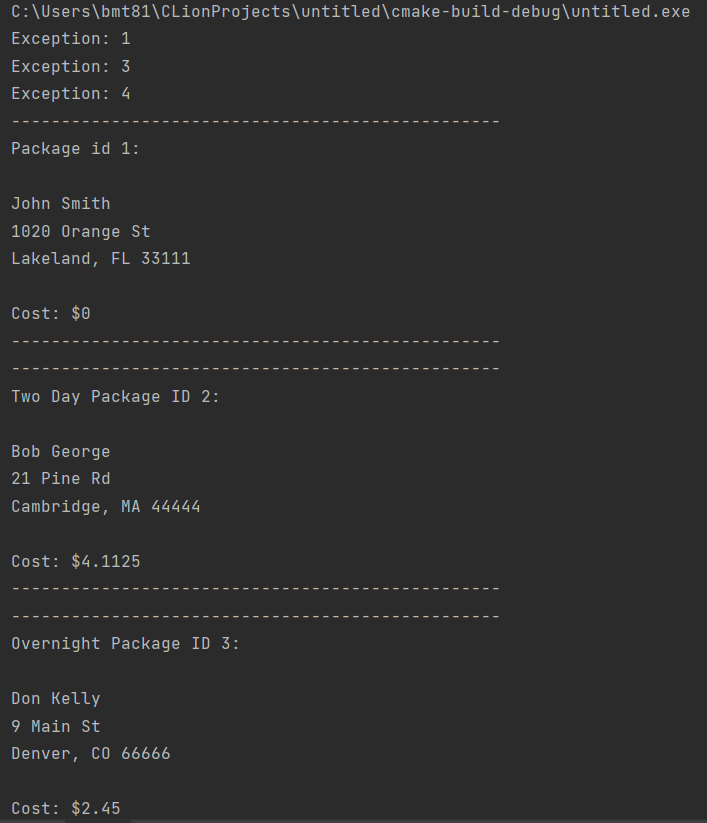 C:\Users\bmt81\CLionProjects\untitled\cmake-build-debug\untitled.exe
Exception: 1
Exception: 3
Exception: 4
-------------------------------------------------
Package id 1:
John Smith
1020 Orange St
Lakeland, FL 33111
Cost: $0
-------------------------------------------------
-------------------------------------------------
Two Day Package ID 2:
Bob George
21 Pine Rd
Cambridge, MA 44444
Cost: $4.1125
-------------------------------------------------
-------------------------------------------------
Overnight Package ID 3:
Don Kelly
9 Main St
Denver, CO 66666
Cost: $2.45